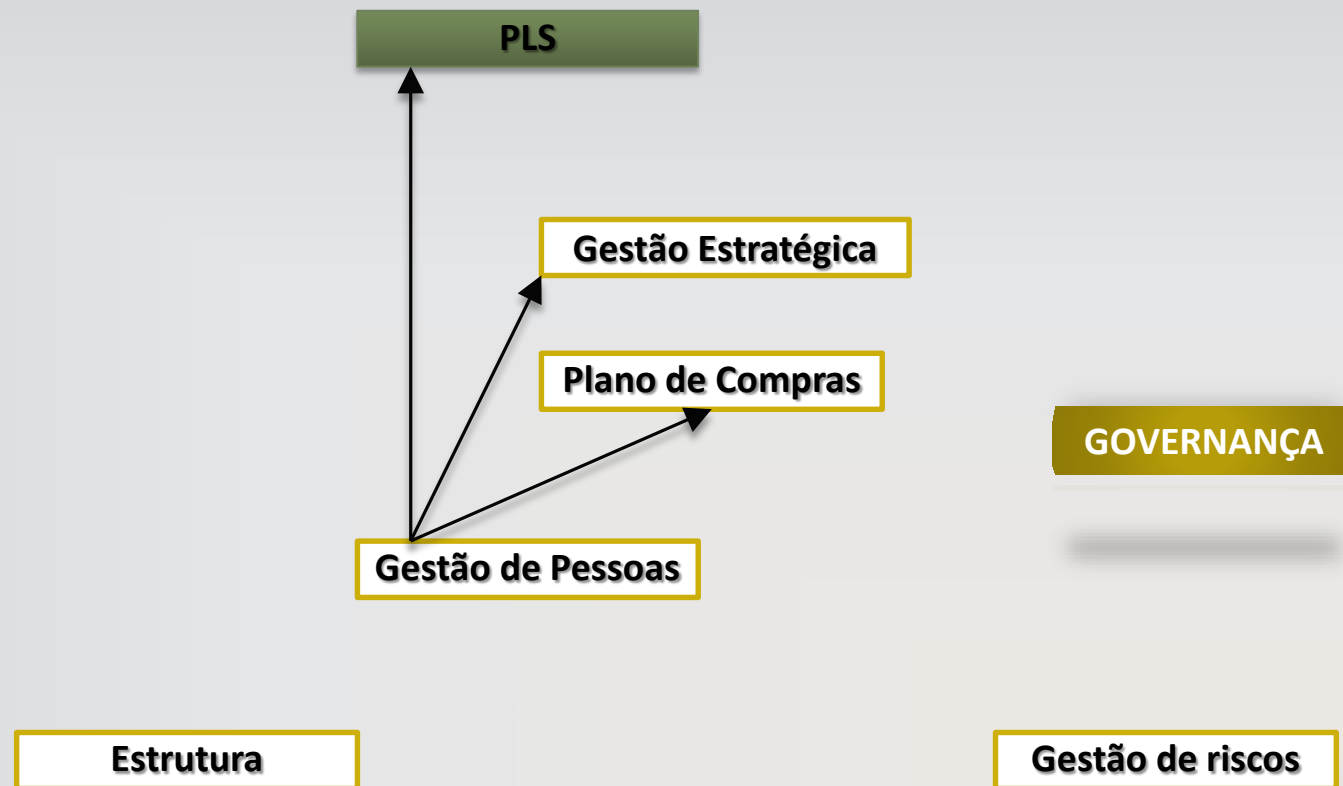 PLS
Gestão Estratégica
Plano de Compras
GOVERNANÇA
Gestão de Pessoas
Estrutura
Gestão de riscos